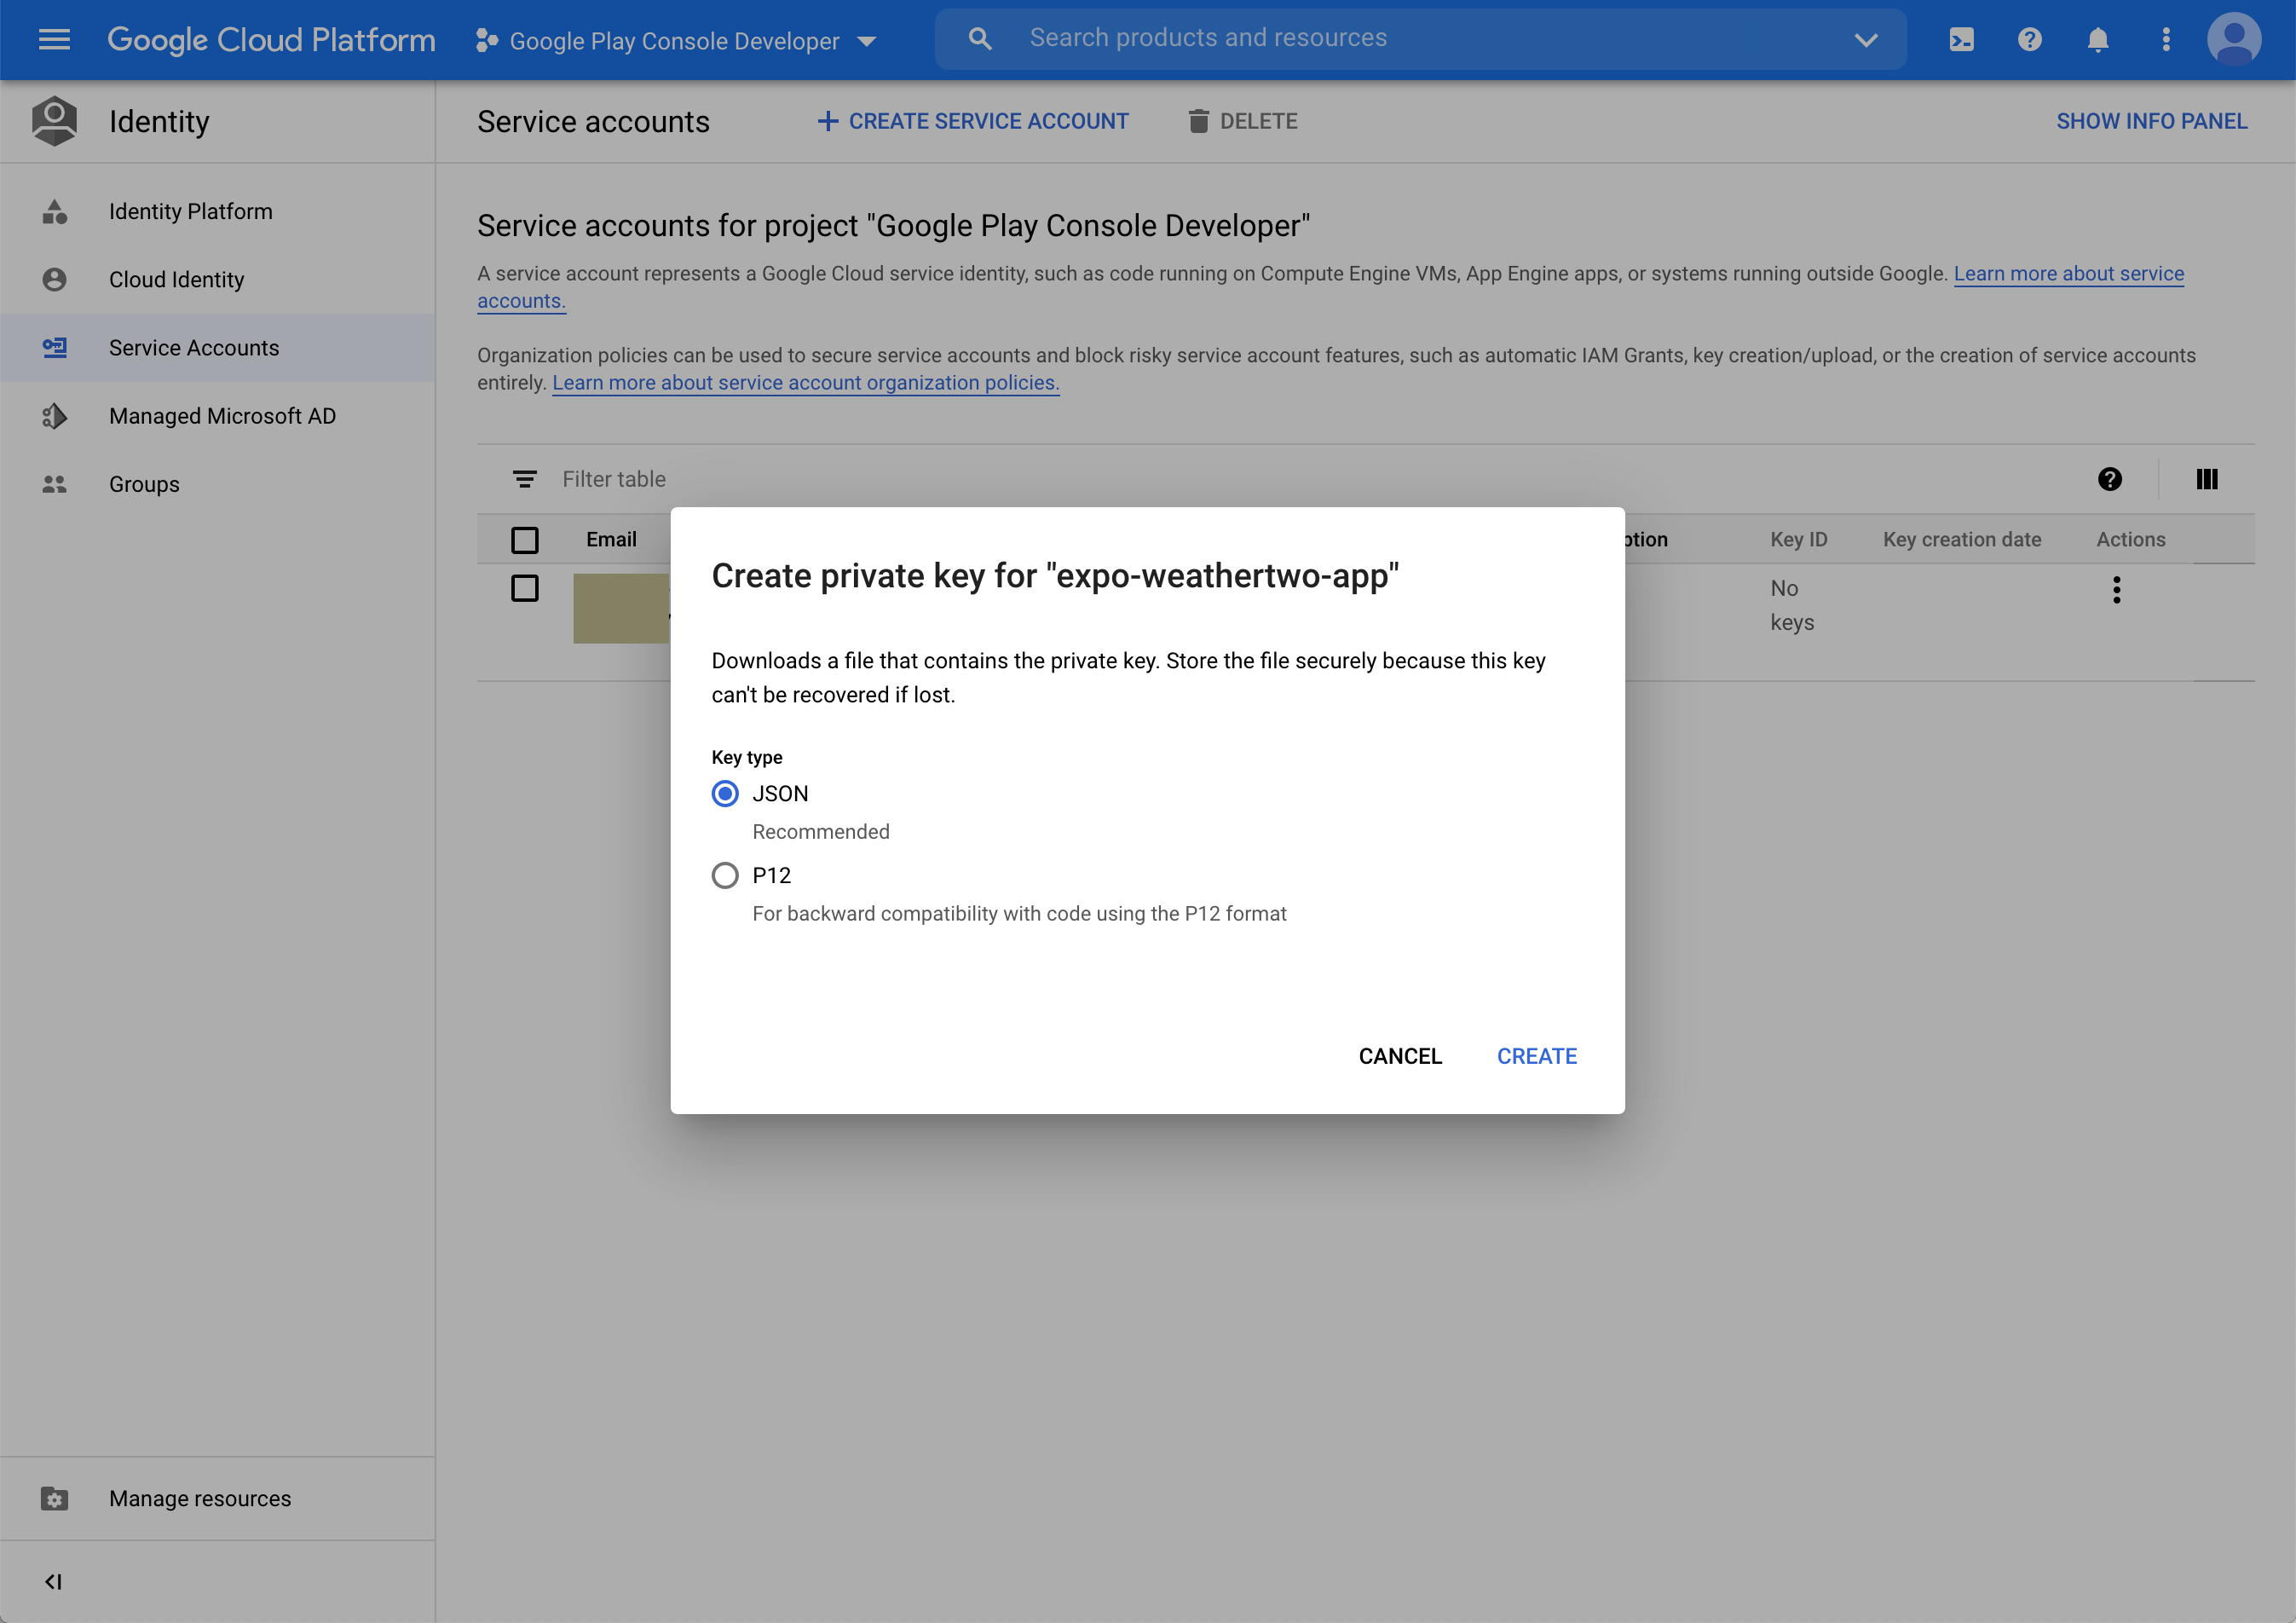 Google Cloud Platform
Google Play Console Developer
Search products and resources
Identity
Service accounts
CREATE SERVICE ACCOUNT
DELETE
SHOW INFO PANEL
Identity Platform
Cloud Identity
Service Accounts
Managed Microsoft AD
Groups
Service accounts for project "Google Play Console Developer"
A service account represents a Google Cloud service identity, such as code running on Compute Engine VMs, App Engine apps, or systems running outside Google. Learn more about service
accounts.
Organization policies can be used to secure service accounts and block risky service account features, such as automatic IAM Grants, key creation/upload, or the creation of service accounts
entirely. Learn more about service account organization policies.
Filter table
Email
Key ID
Key creation date
Actions
No
keys
Create private key for "expo-weathertwo-app"
Downloads a file that contains the private key. Store the file securely because this key
can't be recovered if lost.
Key type
JSON
Recommended
P12
For backward compatibility with code using the P12 format
CANCEL
CREATE
Manage resources